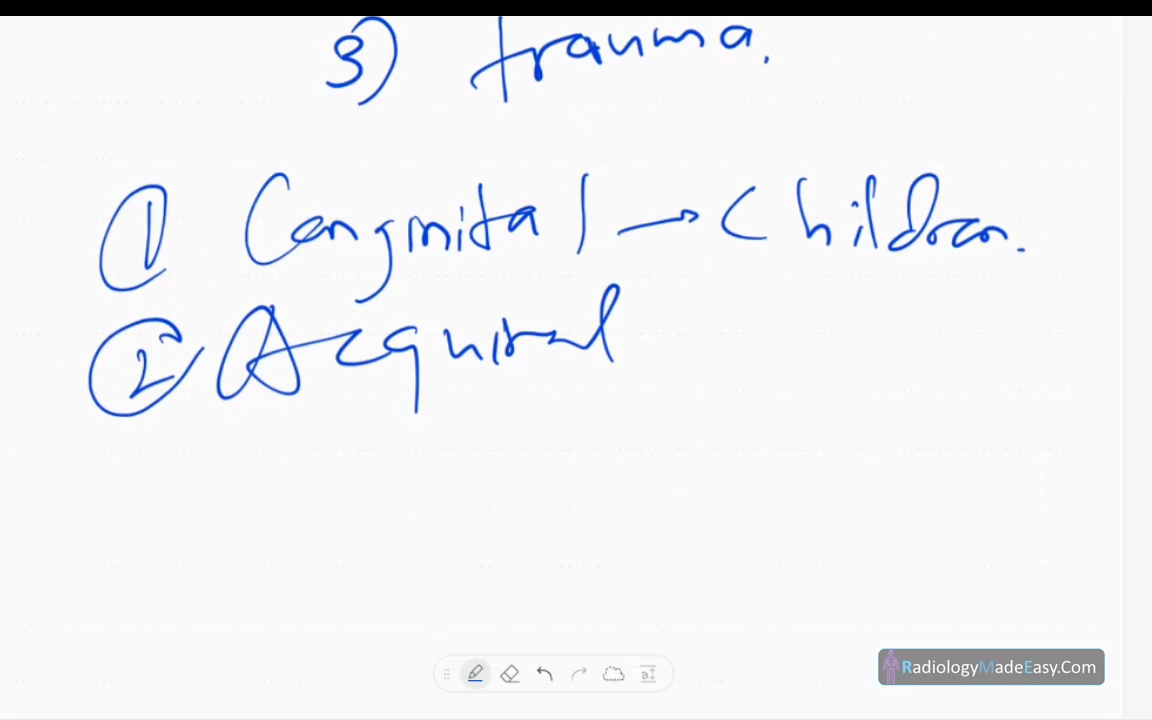 3) trauma.
① Congenital → Children.
② Acquired
RadiologyMadeEasy.Com